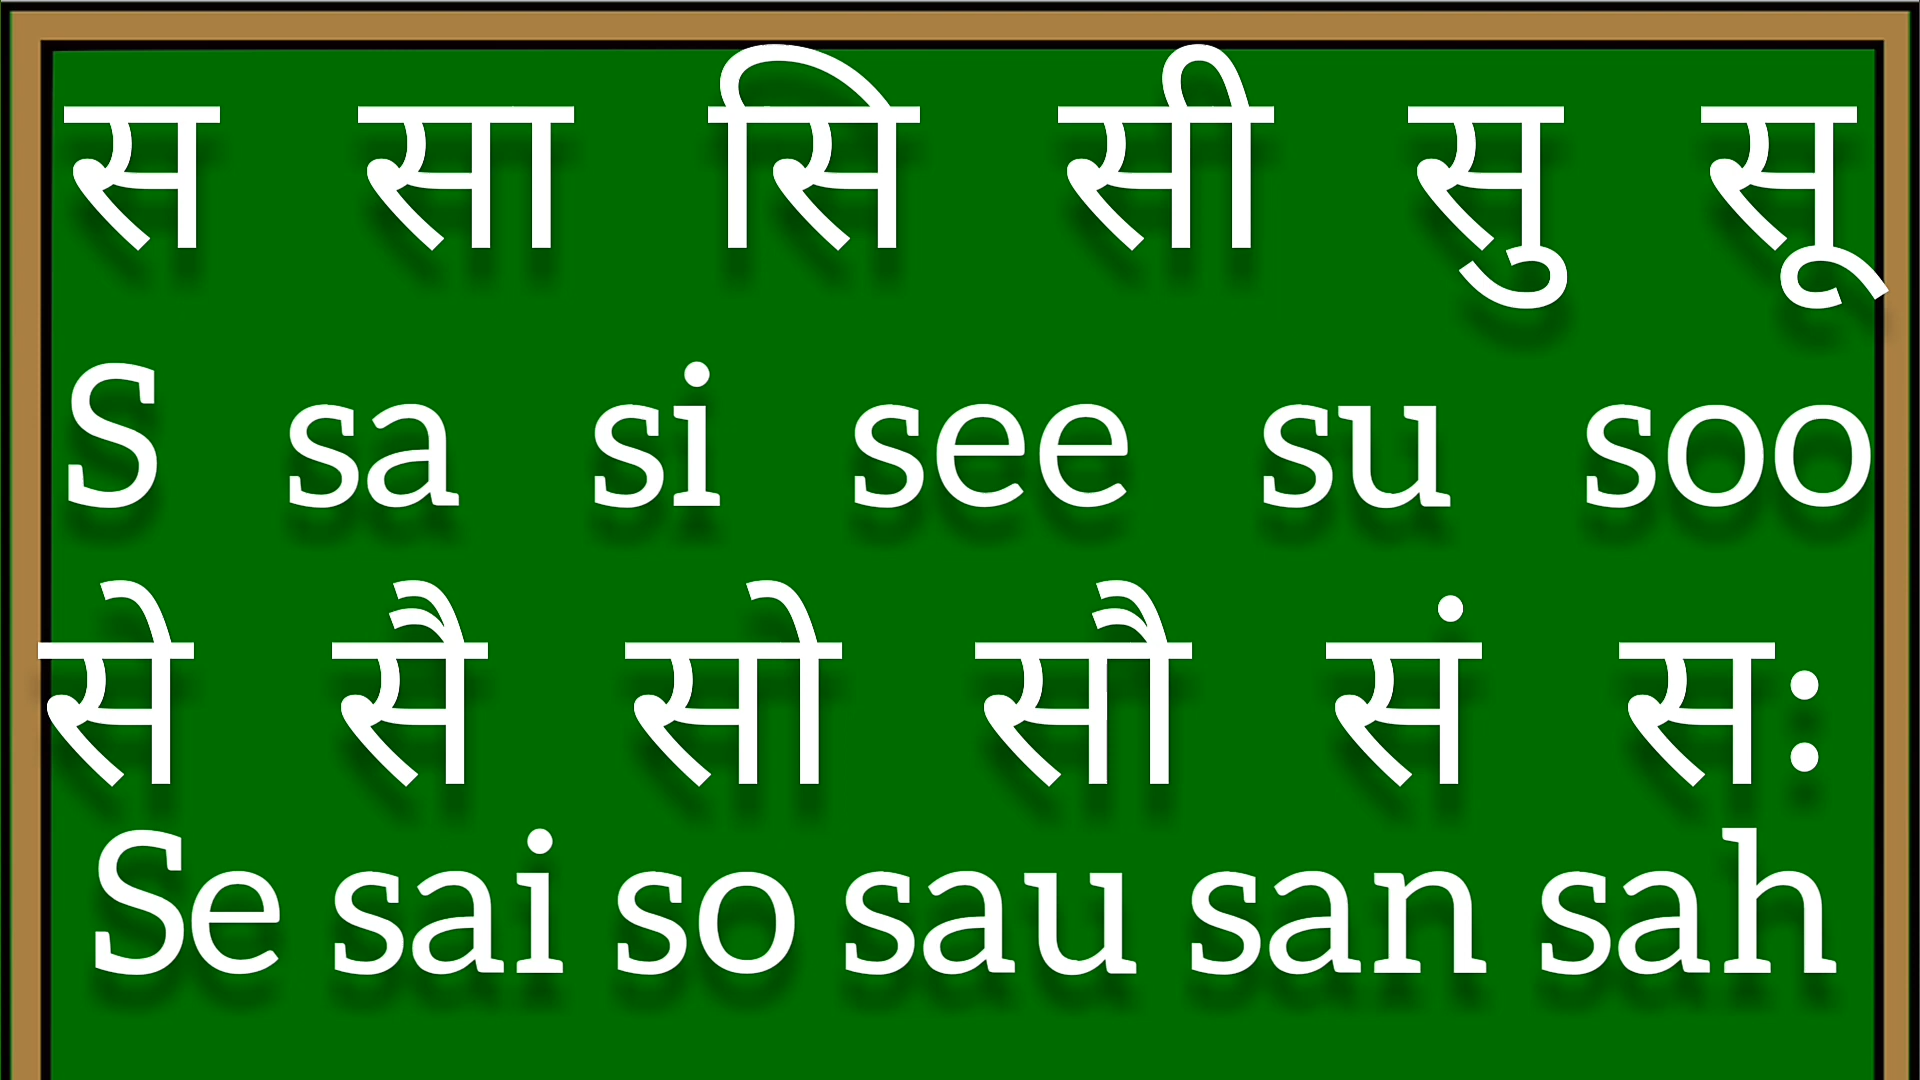 स सा सि सी सु सू
S sa si see su soo
से सै सो सौ सं सः
Se sai so sau san sah